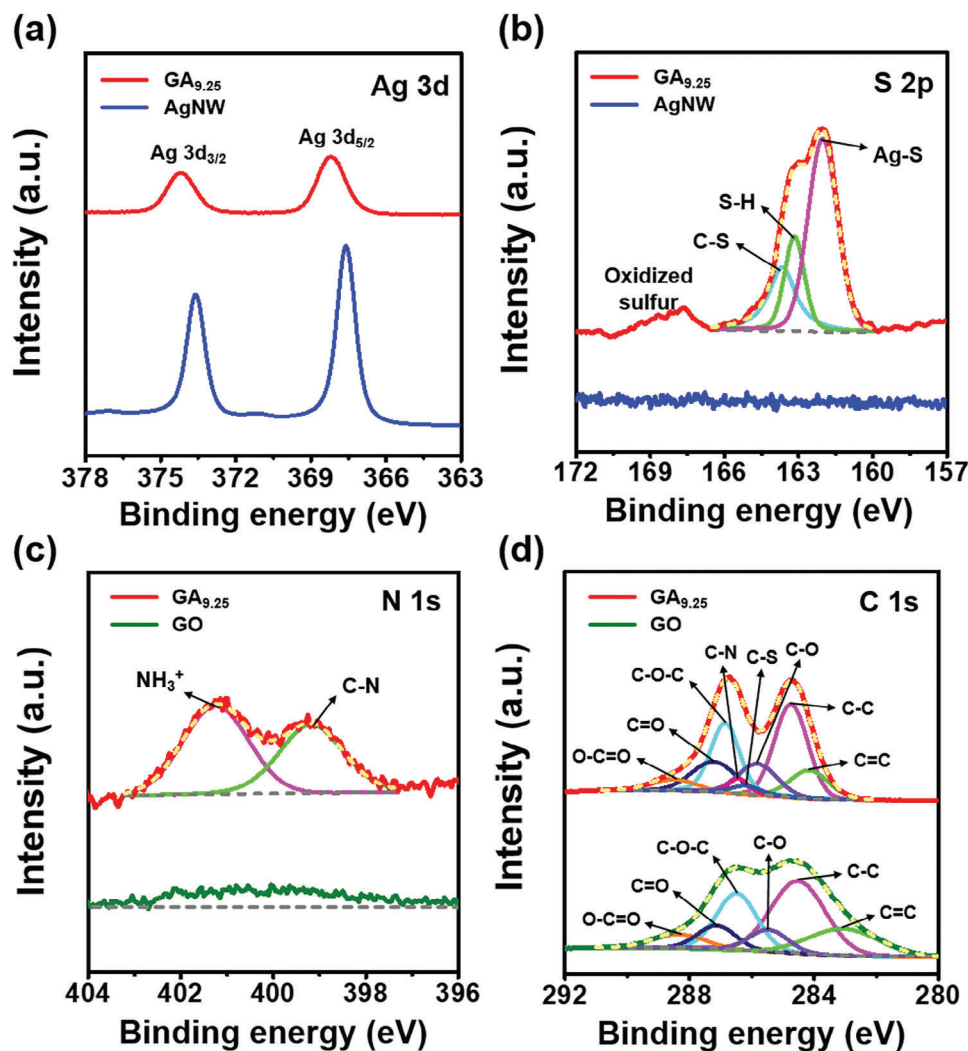 (a)
GA9.25
AgNW
Ag 3d
Ag 3d3/2
Ag 3d5/2
Intensity (a.u.)
378 375 372 369 366 363
Binding energy (eV)
(b)
GA9.25
AgNW
S 2p
Ag-S
S-H
C-S
Oxidized
sulfur
Intensity (a.u.)
172 169 166 163 160 157
Binding energy (eV)
(c)
GA9.25
GO
N 1s
NH3+
C-N
Intensity (a.u.)
404 402 400 398 396
Binding energy (eV)
(d)
GA9.25
GO
C 1s
C-N
C-S
C-O
C-O-C
C-C
C=O
C=C
O-C=O
C-O-C
C-O
C-C
C=O
C=C
O-C=O
Intensity (a.u.)
292 288 284 280
Binding energy (eV)